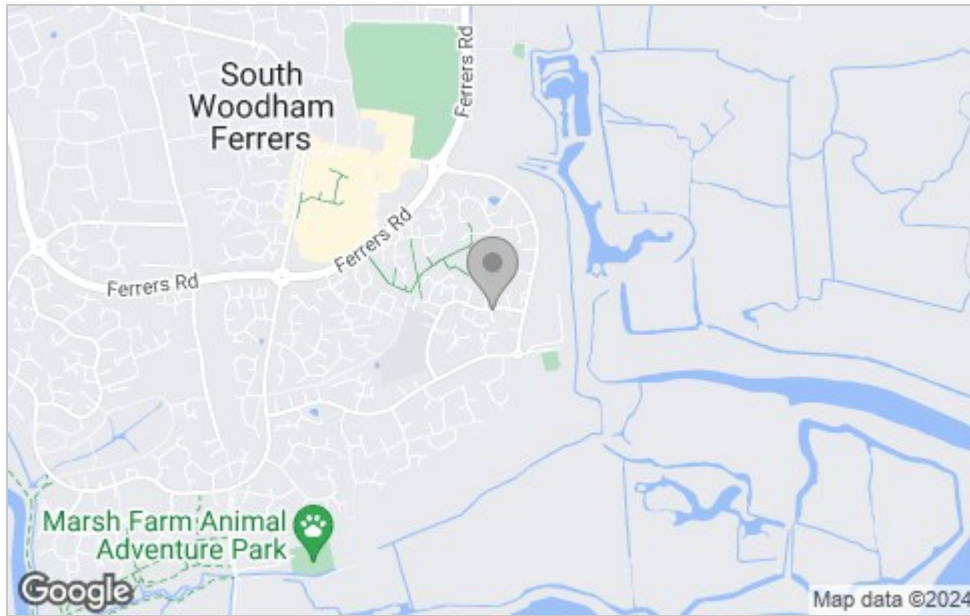 South
Woodham
Ferrers
Ferrers Rd
Ferrers Rd
Ferrers Rd
Marsh Farm Animal
Adventure Park
Google
Map data ©2024